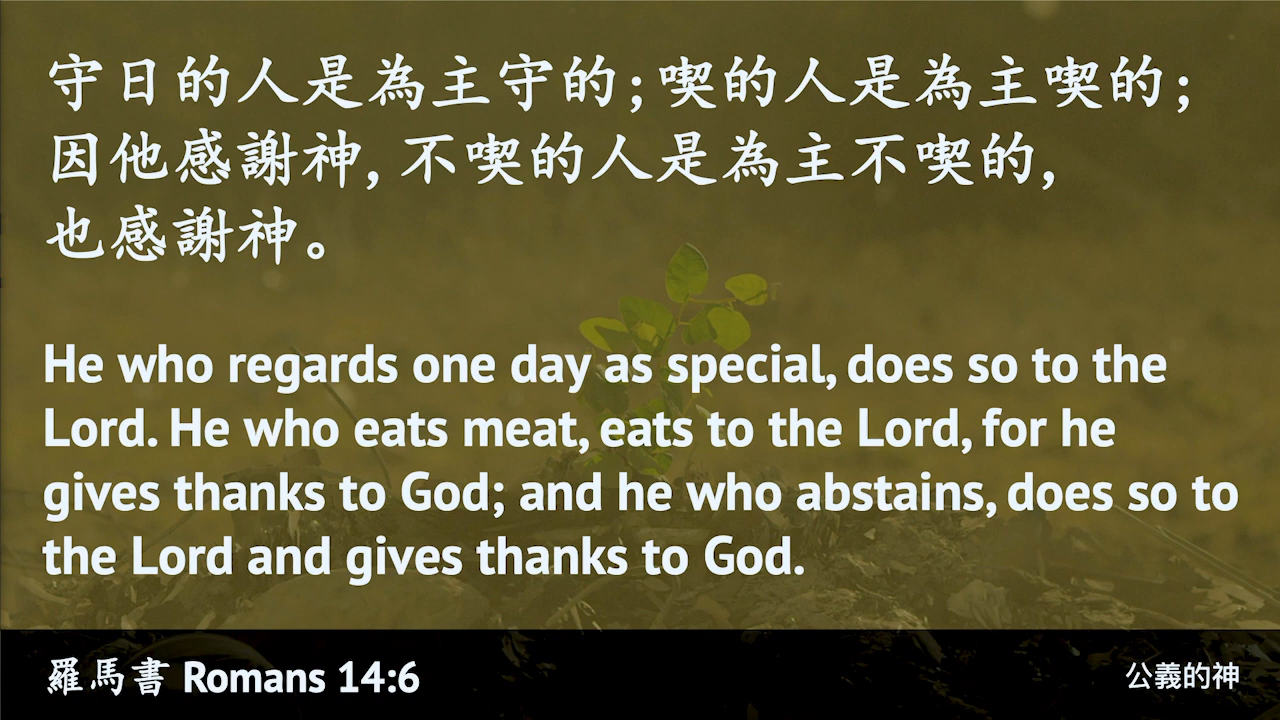 守日的人是為主守的;喫的人是為主喫的;
因他感謝神,不喫的人是為主不喫的,
也感謝神。
He who regards one day as special, does so to the
Lord. He who eats meat, eats to the Lord, for he
gives thanks to God; and he who abstains, does so to
the Lord and gives thanks to God.
羅馬書 Romans 14:6
公義的神